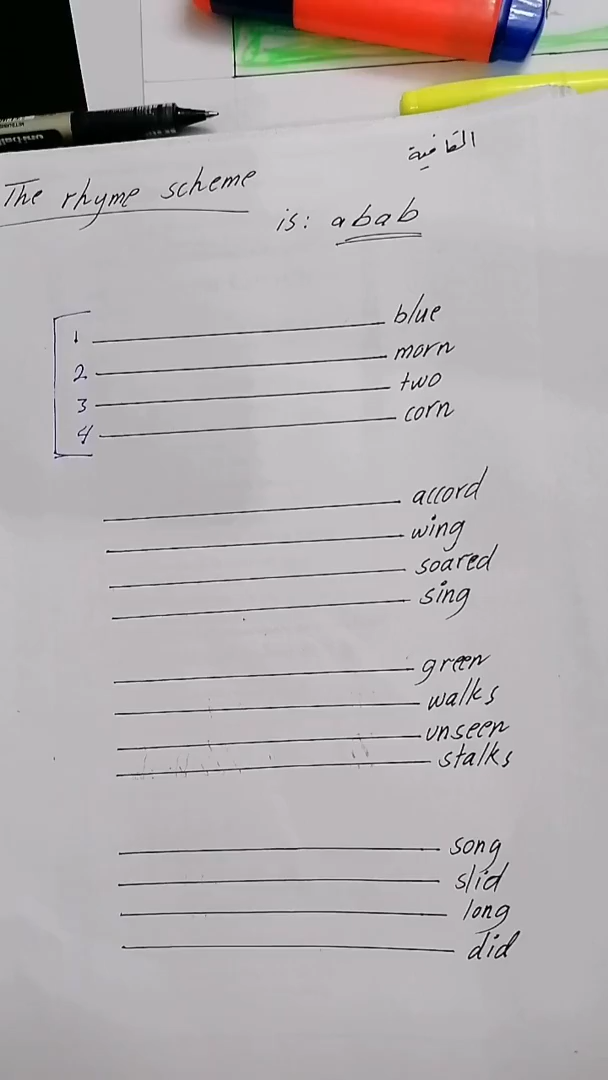 القافية
The rhyme scheme
is: abab
1 blue
2 morn
3 two
4 corn
accord
wing
soared
sing
green
walks
unseen
stalks
song
slid
long
did